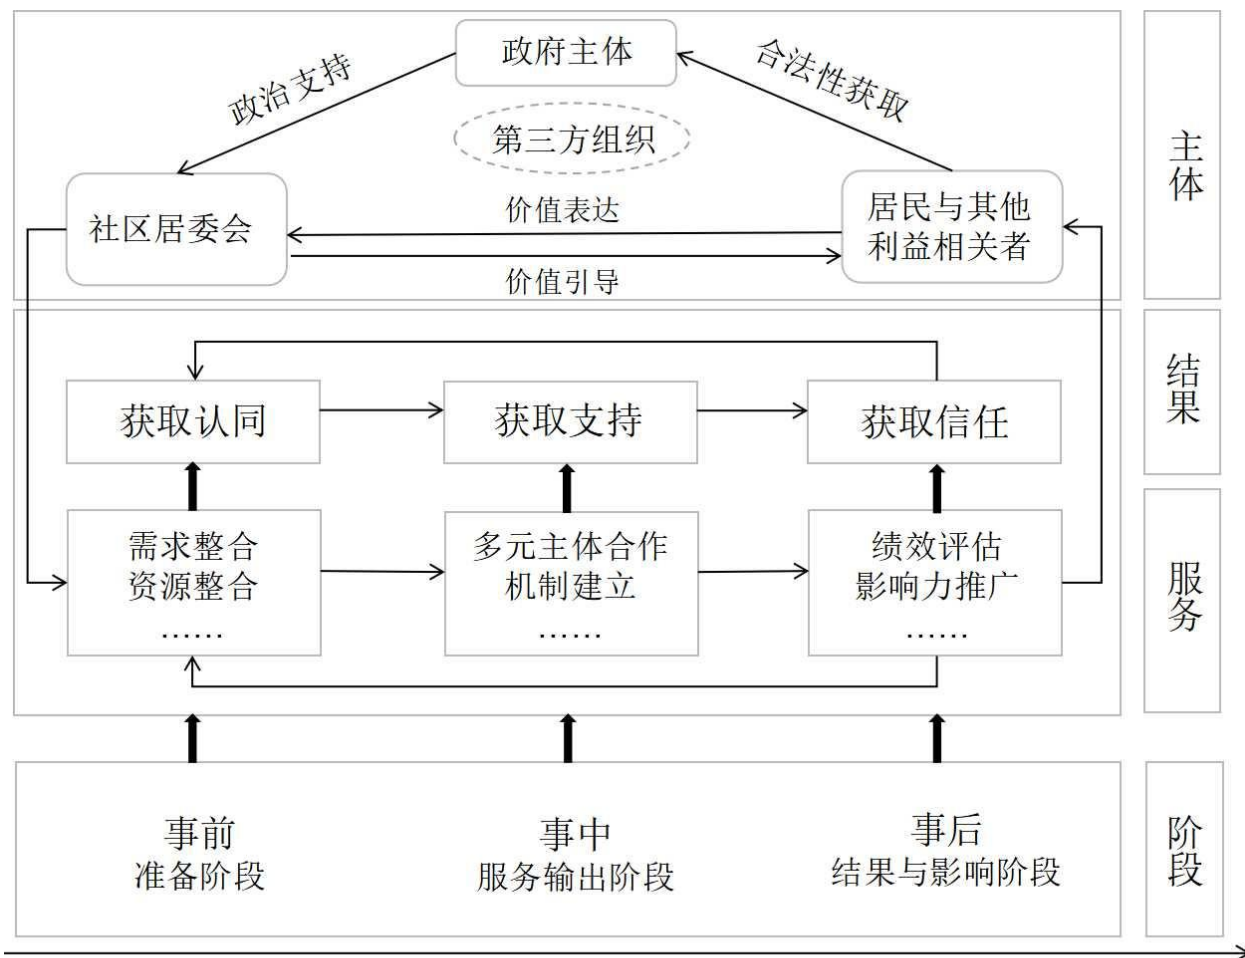 政府主体
合法性获取
政治支持
第三方组织
主体
社区居委会
价值表达
居民与其他
利益相关者
价值引导
结果
获取认同
获取支持
获取信任
需求整合
资源整合
……
多元主体合作
机制建立
……
绩效评估
影响力推广
……
服务
事前
准备阶段
事中
服务输出阶段
事后
结果与影响阶段
阶段